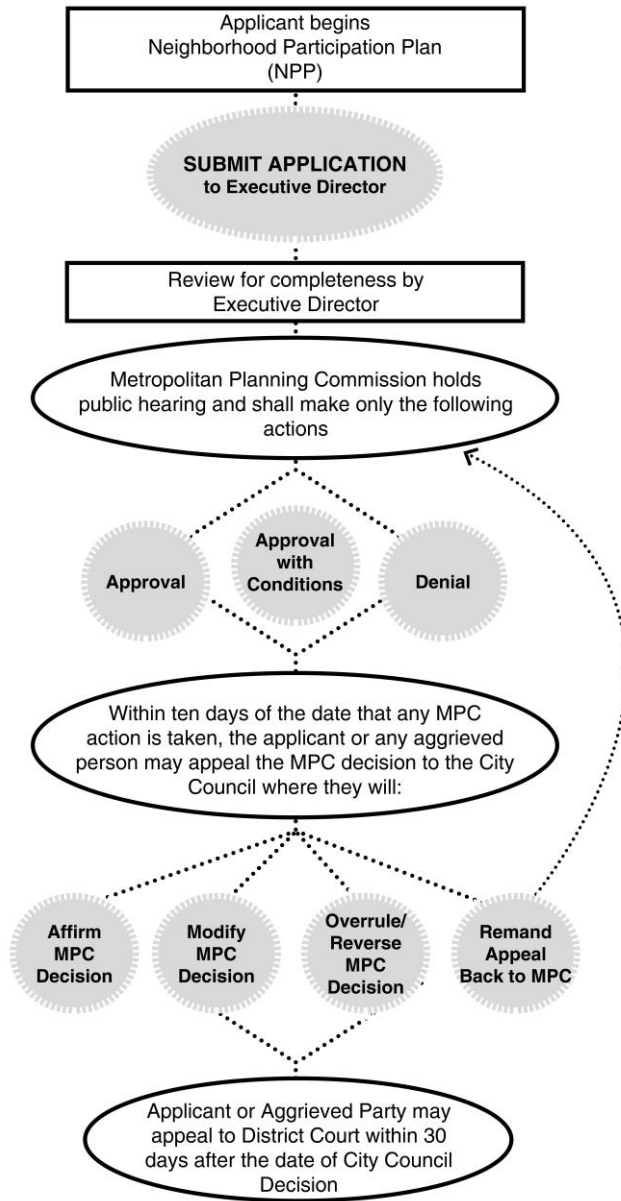 Applicant begins
Neighborhood Participation Plan
(NPP)
SUBMIT APPLICATION
to Executive Director
Review for completeness by
Executive Director
Metropolitan Planning Commission holds
public hearing and shall make only the following
actions
Approval
Approval
with
Conditions
Denial
Within ten days of the date that any MPC
action is taken, the applicant or any aggrieved
person may appeal the MPC decision to the City
Council where they will:
Affirm
MPC
Decision
Modify
MPC
Decision
Overrule/
Reverse
MPC
Decision
Remand
Appeal
Back to MPC
Applicant or Aggrieved Party may
appeal to District Court within 30
days after the date of City Council
Decision